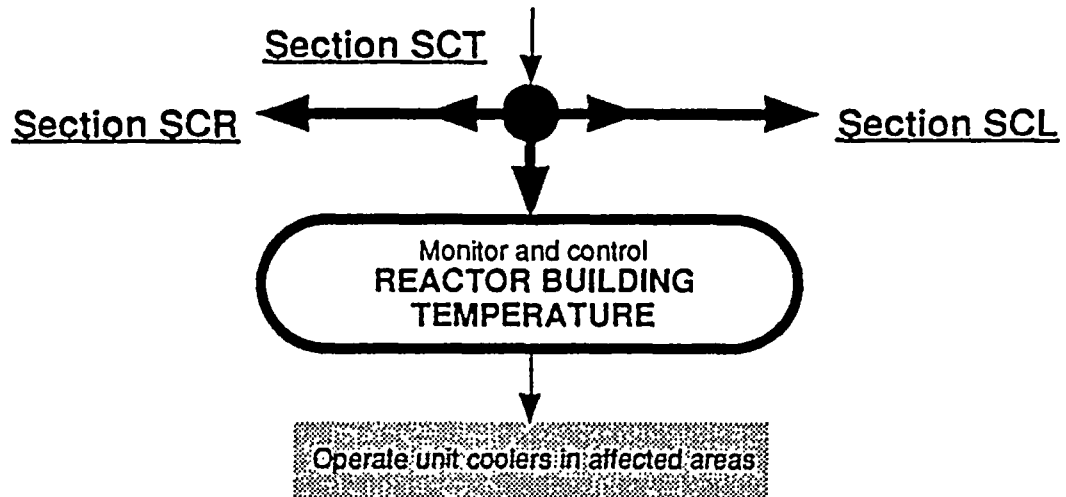 Section SCT
Section SCR
Section SCL
Monitor and control
REACTOR BUILDING
TEMPERATURE
Operate unit coolers in affected areas